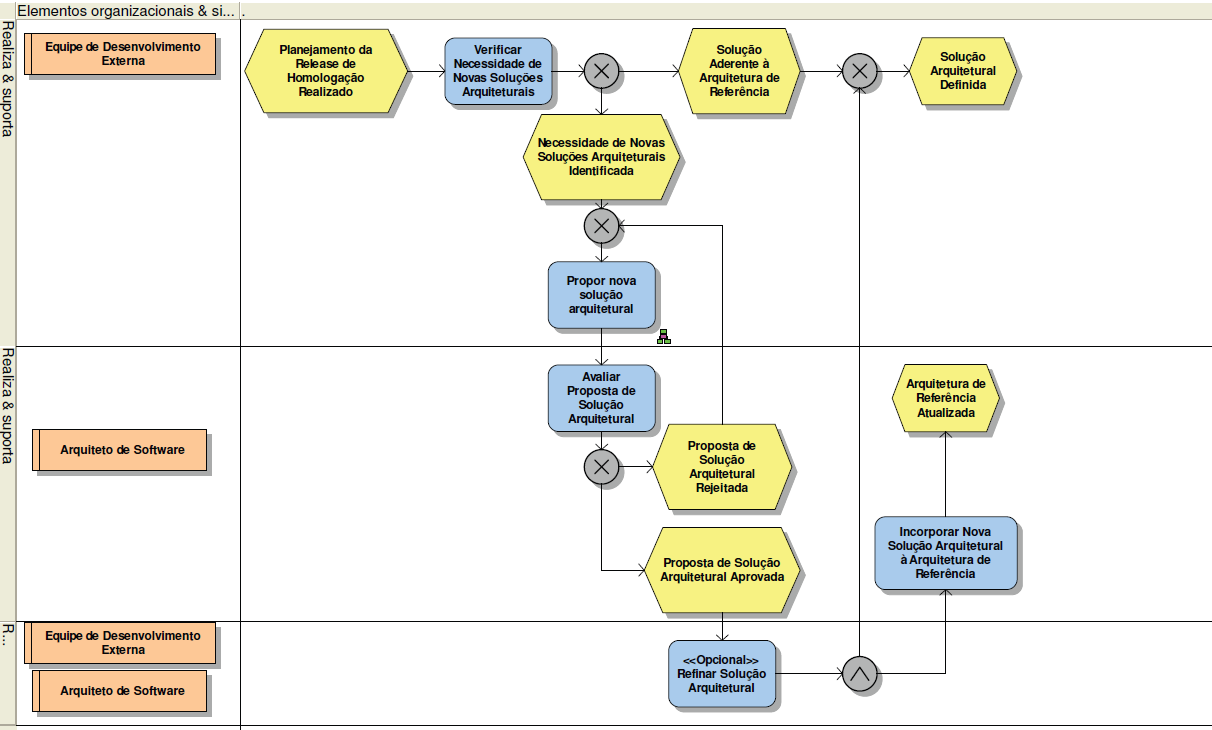 Elementos organizacionais & si... .
Realiza & suporta
Equipe de Desenvolvimento
Externa
Planejamento da
Release de
Homologação
Realizado
Verificar
Necessidade de
Novas Soluções
Arquiteturais
Solução
Aderente à
Arquitetura de
Referência
Solução
Arquitetural
Definida
Necessidade de Novas
Soluções Arquiteturais
Identificada
Propor nova
solução
arquitetural
Realiza & suporta
Arquiteto de Software
Avaliar
Proposta de
Solução
Arquitetural
Arquitetura de
Referência
Atualizada
Proposta de
Solução
Arquitetural
Rejeitada
Proposta de Solução
Arquitetural Aprovada
Incorporar Nova
Solução Arquitetural
à Arquitetura de
Referência
R...
Equipe de Desenvolvimento
Externa
Arquiteto de Software
<<Opcional>>
Refinar Solução
Arquitetural